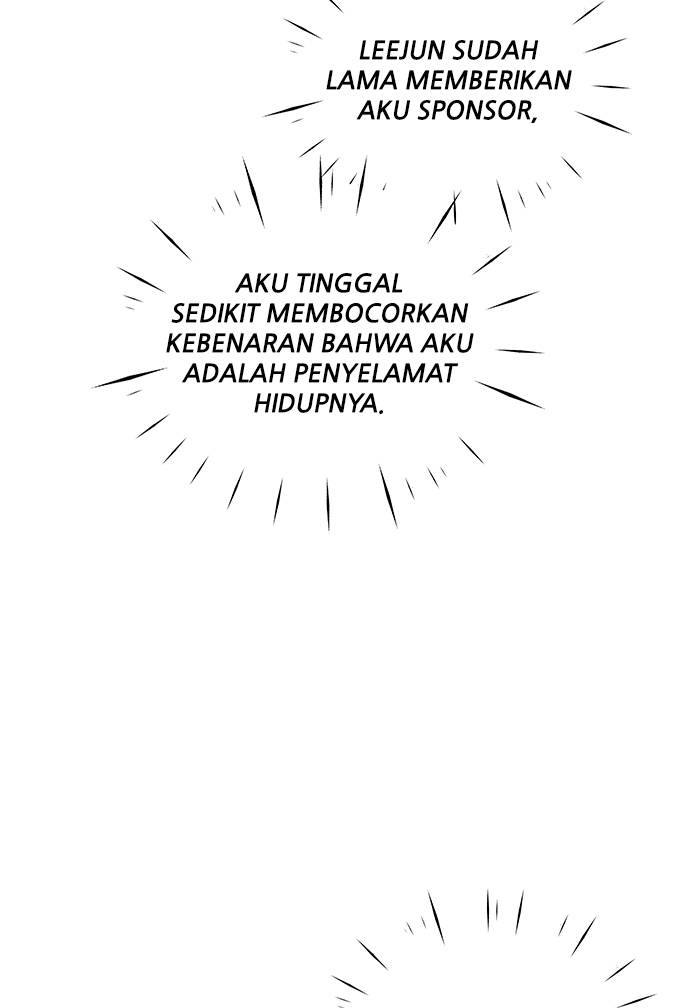 LEEJUN SUDAH
LAMA MEMBERIKAN
AKU SPONSOR,
AKU TINGGAL
SEDIKIT MEMBOCORKAN
KEBENARAN BAHWA AKU
ADALAH PENYELAMAT
HIDUPNYA.